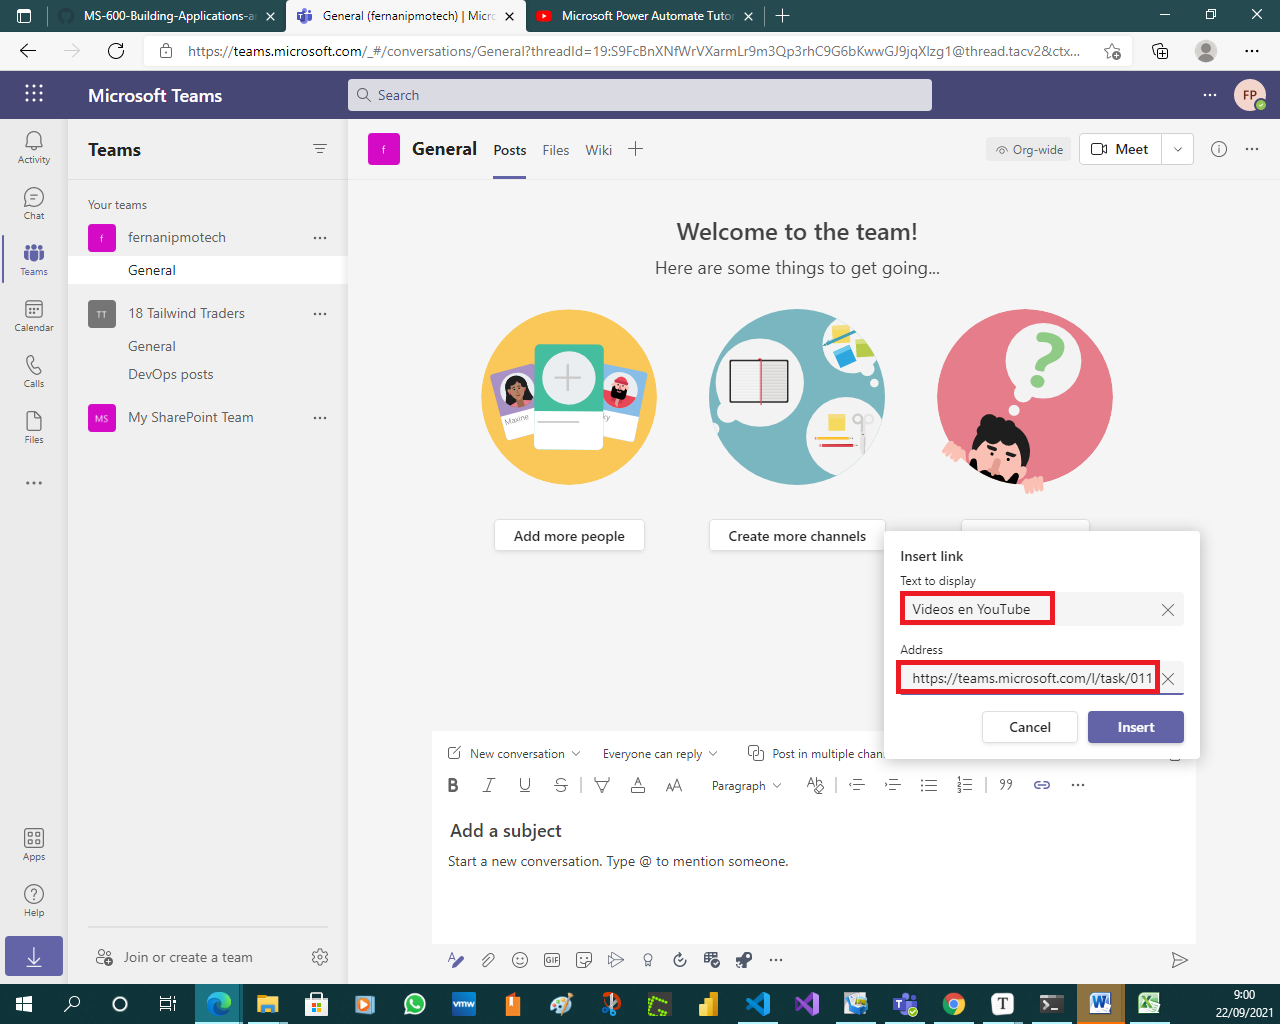 MS-600-Building-Applications-a
General (fernanipmotech) | Micr
Microsoft Power Automate Tuto
https://teams.microsoft.com/_#/conversations/General?threadId=19:S9FcBnXNfWrVXarmLr9m3Qp3rhC9G6bKwwGJ9jqXlzg1@thread.tacv2&ctx...
Microsoft Teams
Search
FP
Activity
Chat
Teams
Calendar
Calls
Files
Apps
Help
Teams
Your teams
f
fernanipmotech
General
TT
18 Tailwind Traders
General
DevOps posts
MS
My SharePoint Team
Join or create a team
f
General
Posts
Files
Wiki
Org-wide
Meet
Welcome to the team!
Here are some things to get going...
Maxine
Add more people
Create more channels
Insert link
Text to display
Videos en YouTube
Address
https://teams.microsoft.com/l/task/011
Cancel
Insert
New conversation
Everyone can reply
Post in multiple chan
B I U S
Paragraph
Add a subject
Start a new conversation. Type @ to mention someone.
GIF
vmw
T
9:00
22/09/2021